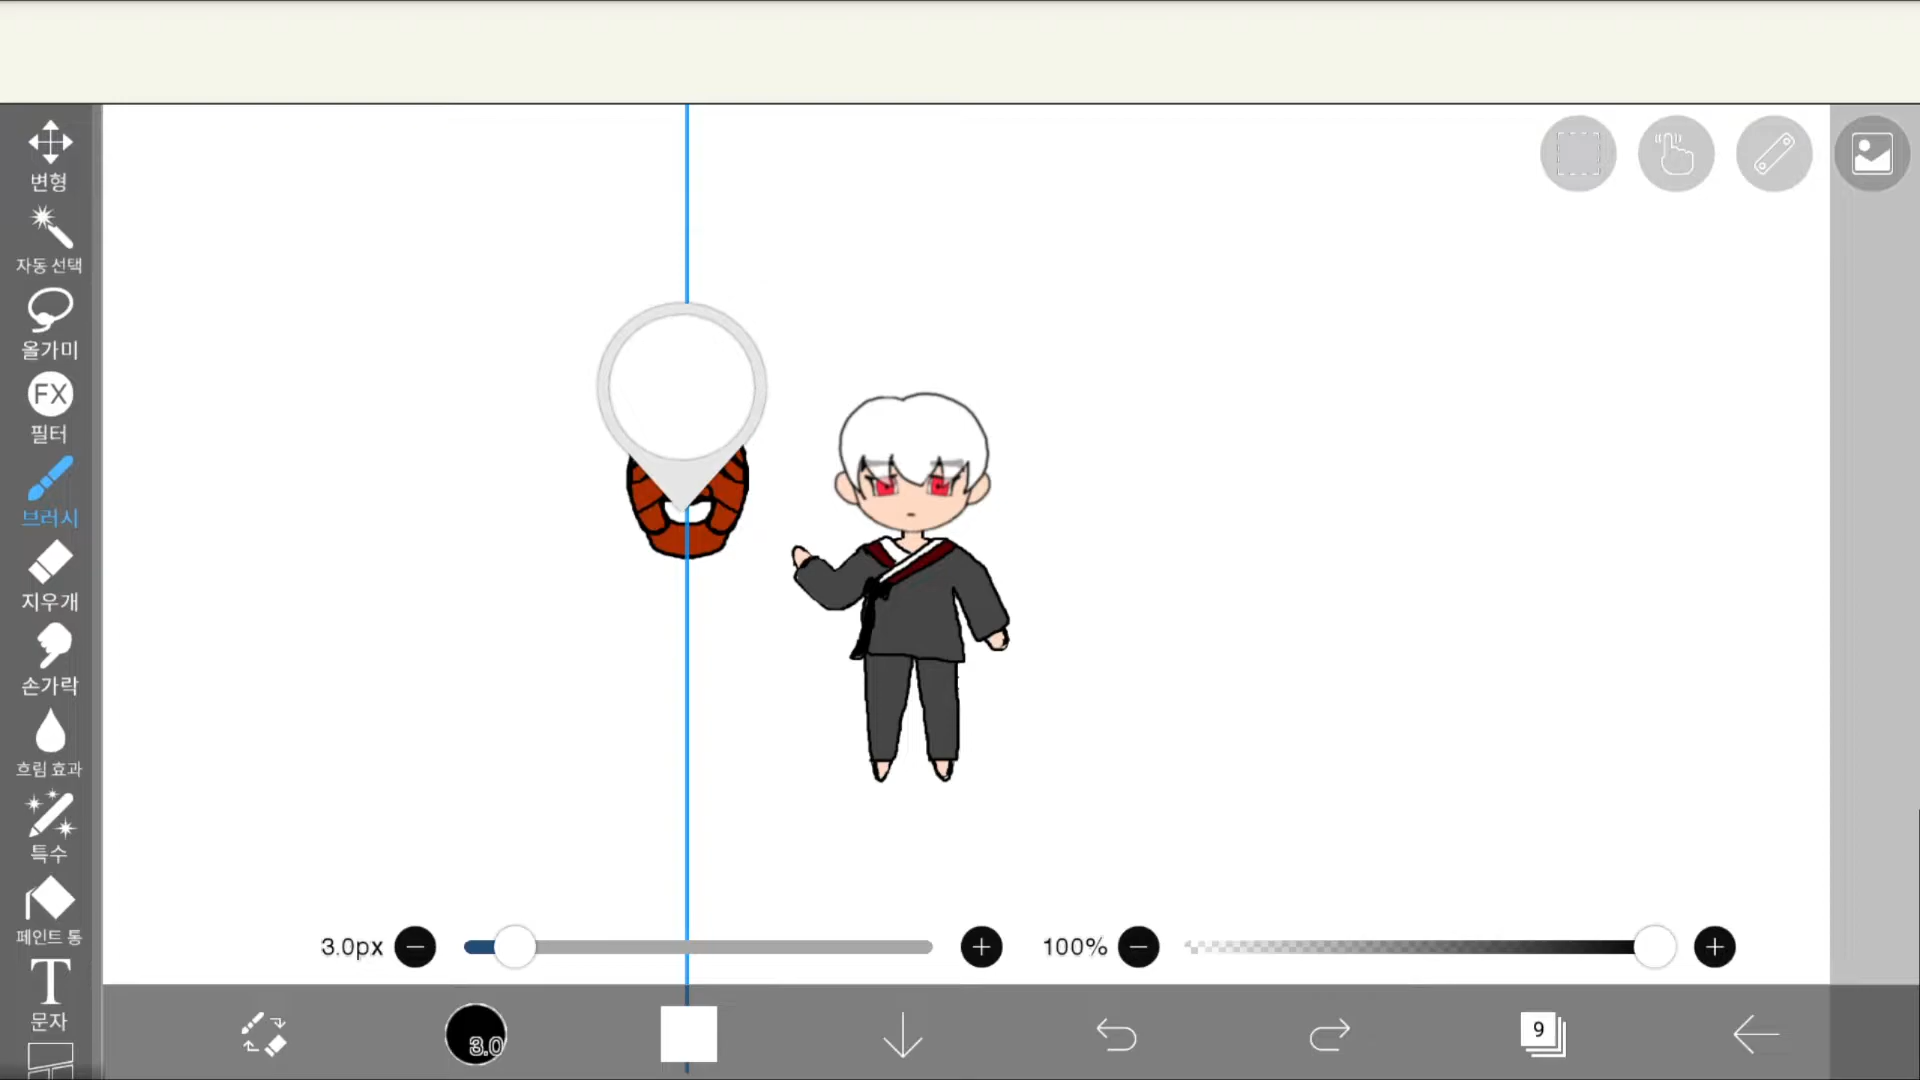 변형
자동 선택
올가미
FX
필터
브러시
지우개
손가락
흐림 효과
특수
페인트 통
T
문자
3.0px
100%
3.0
9